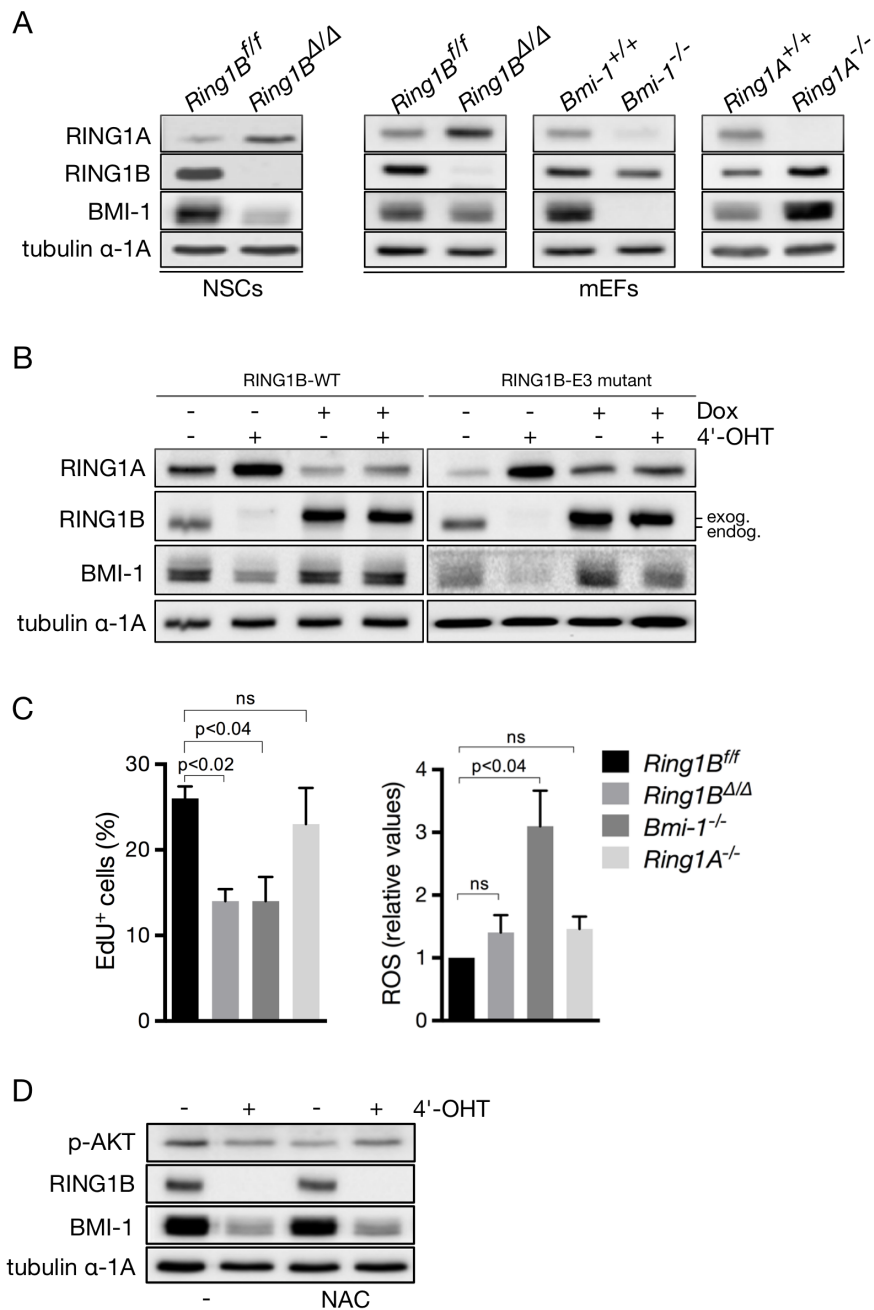 A
Ring1Bf/f Ring1BΔ/Δ Ring1Bf/f Ring1BΔ/Δ Bmi-1+/+ Bmi-1-/- Ring1A+/+ Ring1A-/-
RING1A
RING1B
BMI-1
tubulin α-1A
NSCs mEFs
B
RING1B-WT RING1B-E3 mutant
- - + + - - + + Dox
- + - + - + - + 4'-OHT
RING1A
RING1B exog.
endog.
BMI-1
tubulin α-1A
C
ns
p<0.04
p<0.02
30
20
10
0
EdU+ cells (%)
ns
p<0.04
ns
4
3
2
1
0
ROS (relative values)
Ring1Bf/f
Ring1BΔ/Δ
Bmi-1-/-
Ring1A-/-
D
- + - + 4'-OHT
p-AKT
RING1B
BMI-1
tubulin α-1A
- NAC